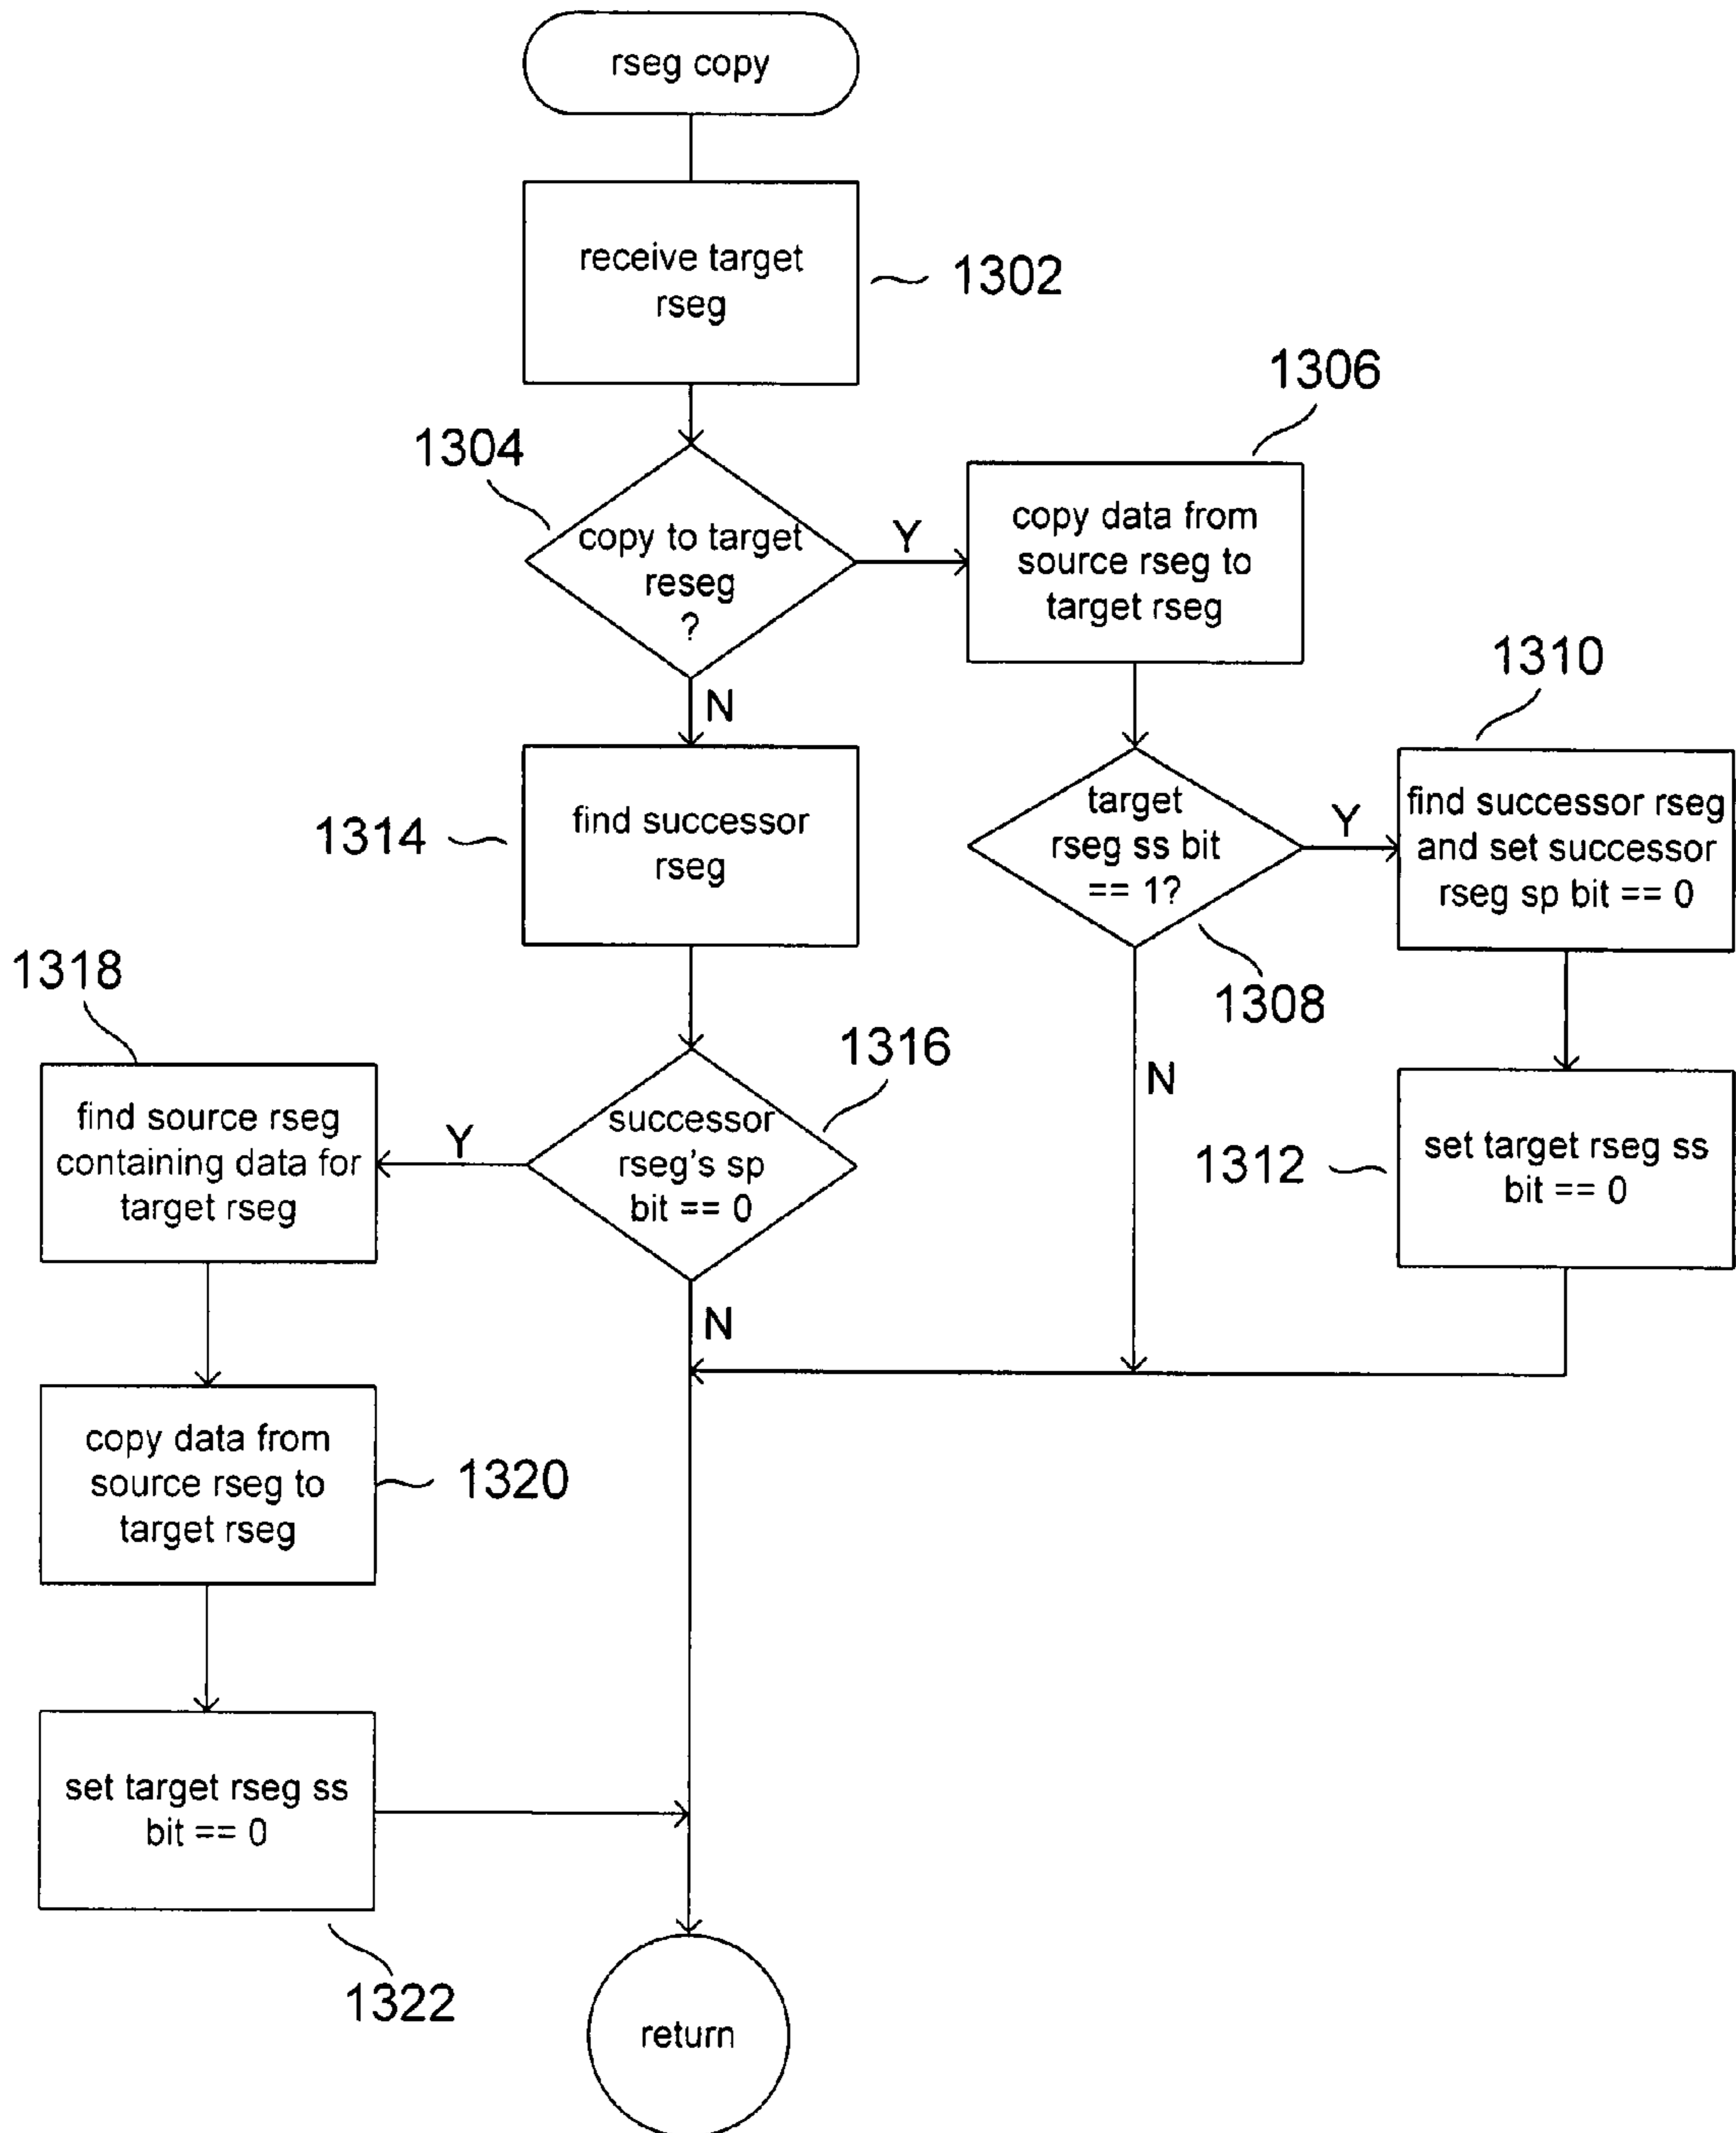 rseg copy
receive target
rseg
1302
1304
copy to target
reseg
?
Y
N
1306
copy data from
source rseg to
target rseg
1310
target
rseg ss bit
== 1?
Y
N
1308
find successor rseg
and set successor
rseg sp bit == 0
1314
find successor
rseg
1312
set target rseg ss
bit == 0
1316
successor
rseg's sp
bit == 0
Y
N
1318
find source rseg
containing data for
target rseg
copy data from
source rseg to
target rseg
1320
set target rseg ss
bit == 0
1322
return